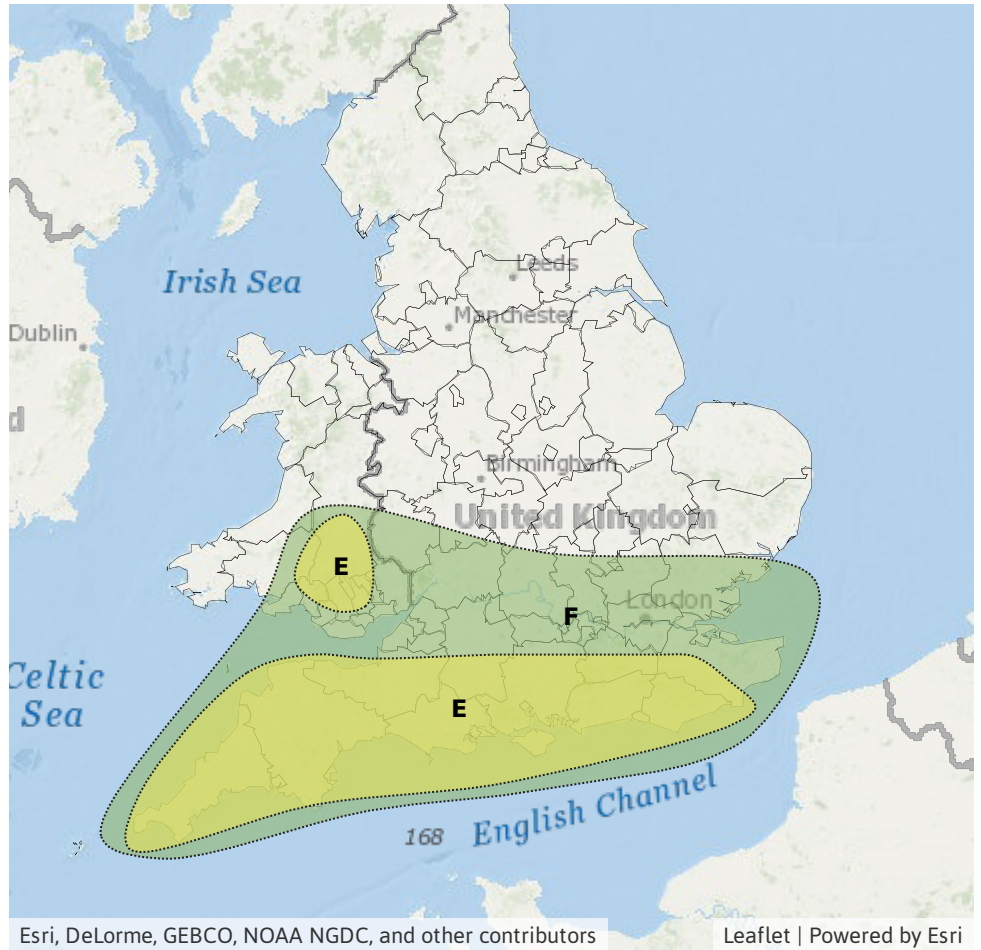 Leeds
Irish Sea
Manchester
Dublin
d
Birmingham
United Kingdom
E
London
F
Celtic
Sea
E
English Channel
168
Esri, DeLorme, GEBCO, NOAA NGDC, and other contributors
Leaflet | Powered by Esri